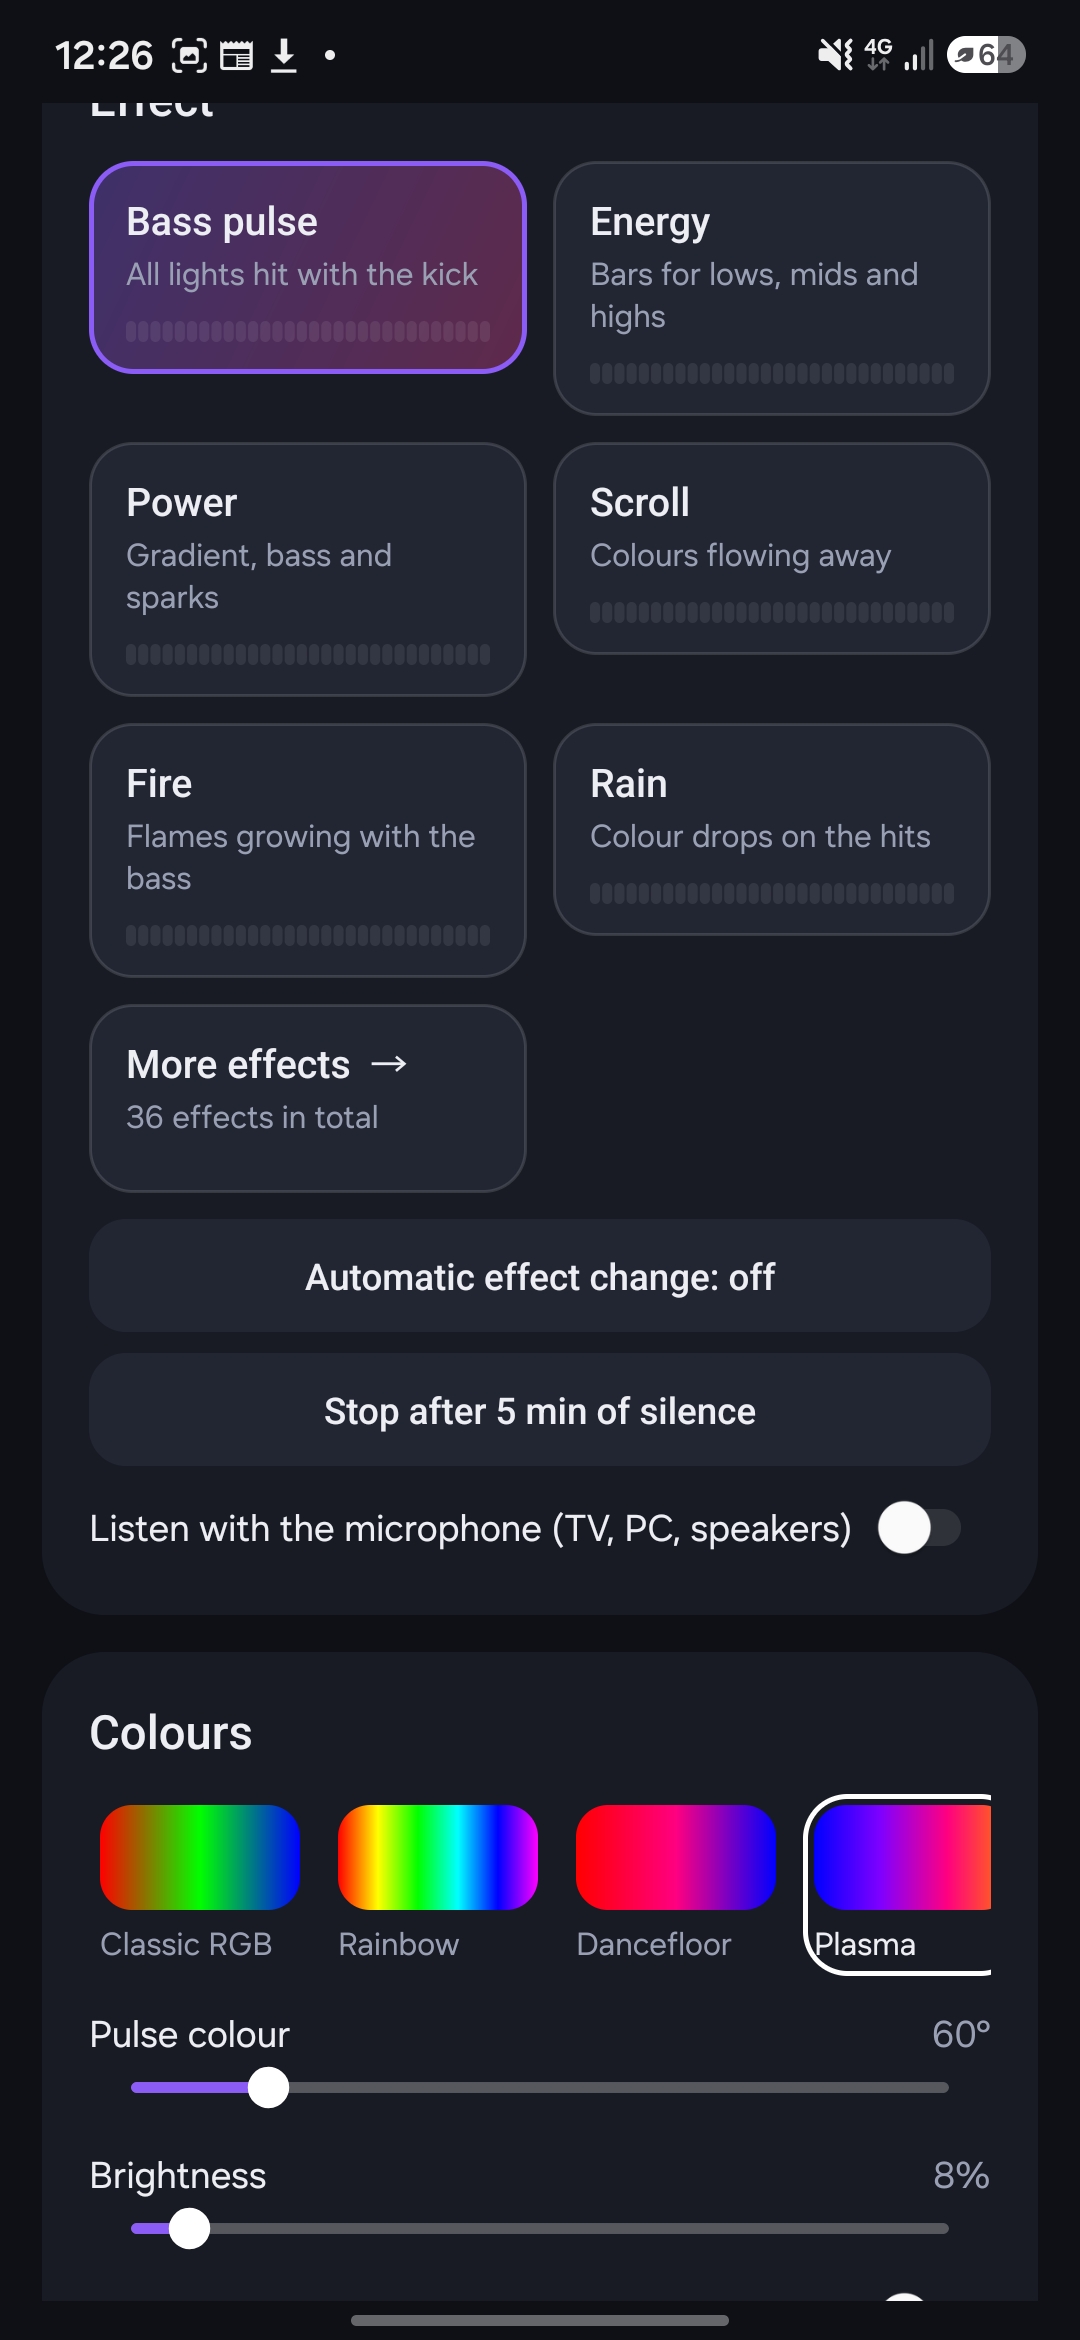 12:26
4G
64
Effect
Bass pulse
All lights hit with the kick
Energy
Bars for lows, mids and
highs
Power
Gradient, bass and
sparks
Scroll
Colours flowing away
Fire
Flames growing with the
bass
Rain
Colour drops on the hits
More effects →
36 effects in total
Automatic effect change: off
Stop after 5 min of silence
Listen with the microphone (TV, PC, speakers)
Colours
Classic RGB
Rainbow
Dancefloor
Plasma
Pulse colour
60°
Brightness
8%